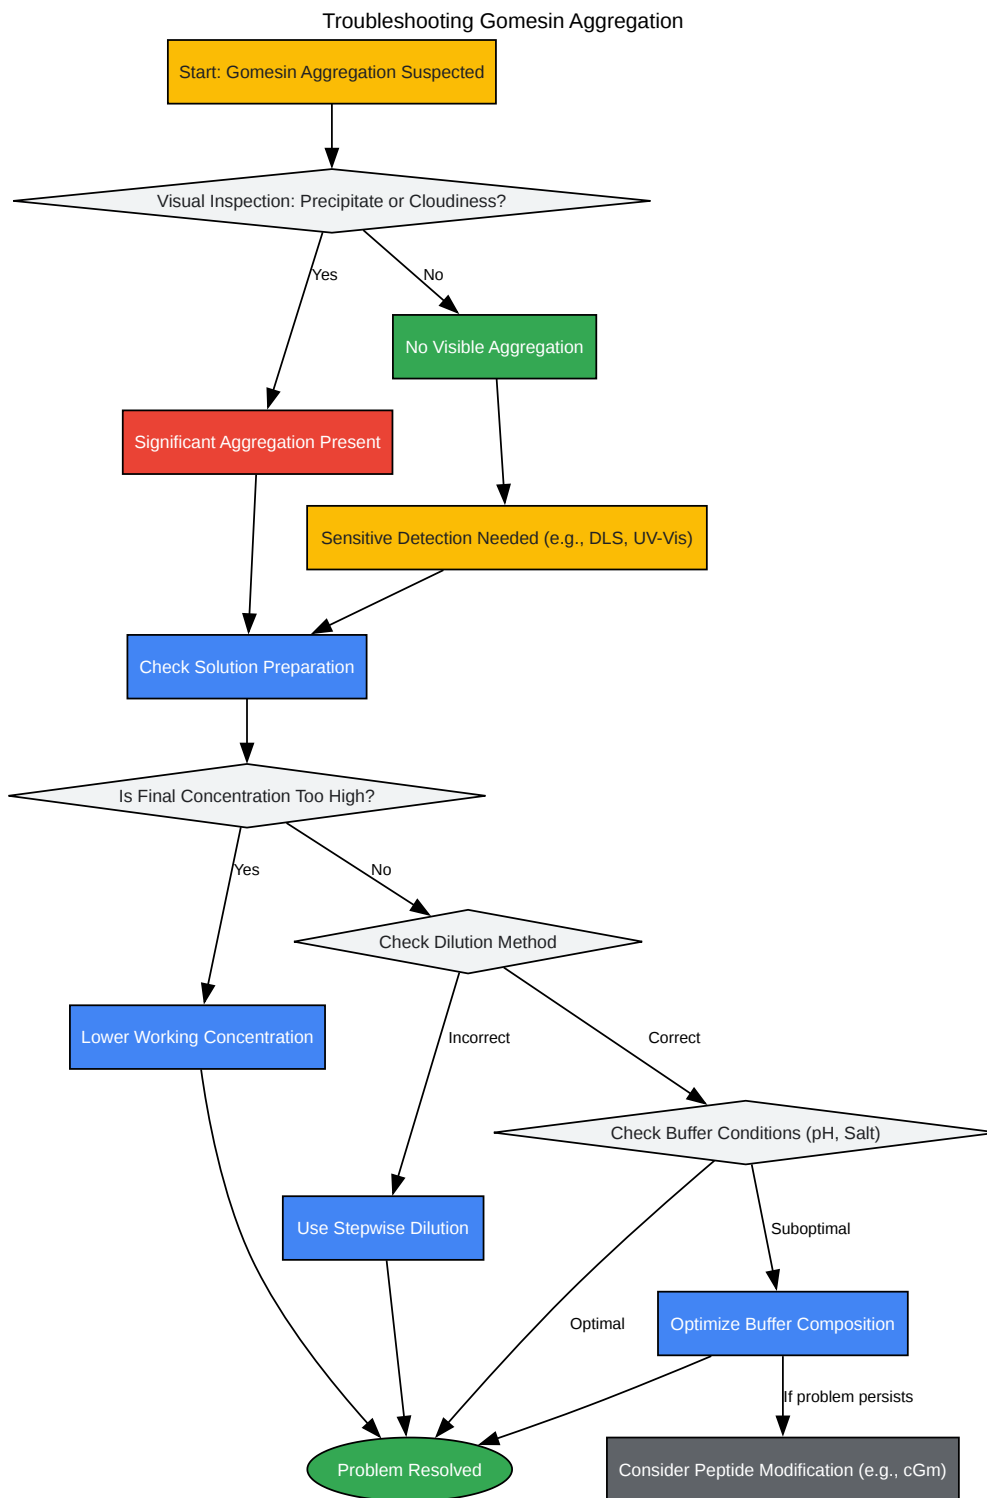 Troubleshooting Gomesin Aggregation
Start: Gomesin Aggregation Suspected
Visual Inspection: Precipitate or Cloudiness?
Yes
No
No Visible Aggregation
Significant Aggregation Present
Sensitive Detection Needed (e.g., DLS, UV-Vis)
Check Solution Preparation
Is Final Concentration Too High?
Yes
No
Check Dilution Method
Lower Working Concentration
Incorrect
Correct
Check Buffer Conditions (pH, Salt)
Use Stepwise Dilution
Suboptimal
Optimal
Optimize Buffer Composition
If problem persists
Problem Resolved
Consider Peptide Modification (e.g., cGm)